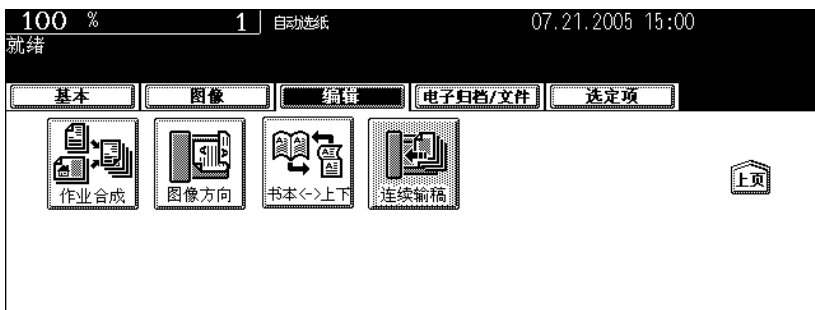 100 % 1 自动选纸 07.21.2005 15:00
就绪
基本 图像 编辑 电子归档/文件 选定项
作业合成 图像方向 书本<->上下 连续输稿
上页